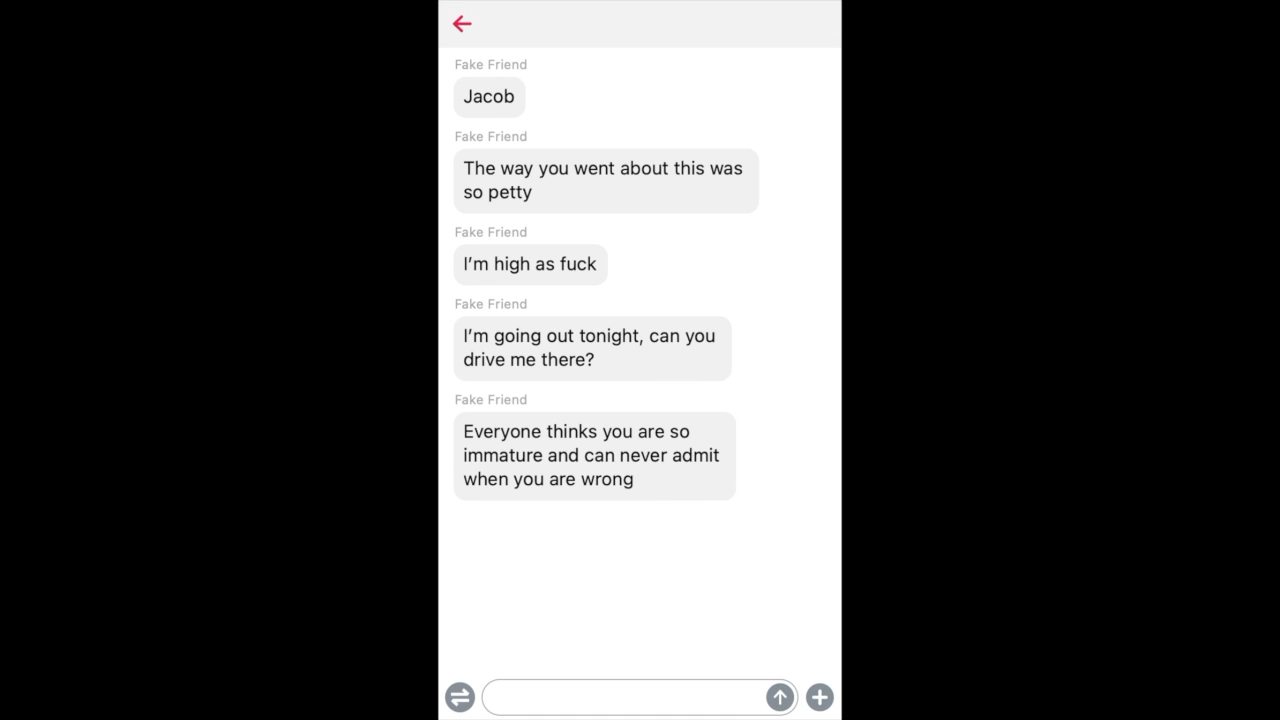 Fake Friend
Jacob
Fake Friend
The way you went about this was
so petty
Fake Friend
I’m high as fuck
Fake Friend
I’m going out tonight, can you
drive me there?
Fake Friend
Everyone thinks you are so
immature and can never admit
when you are wrong